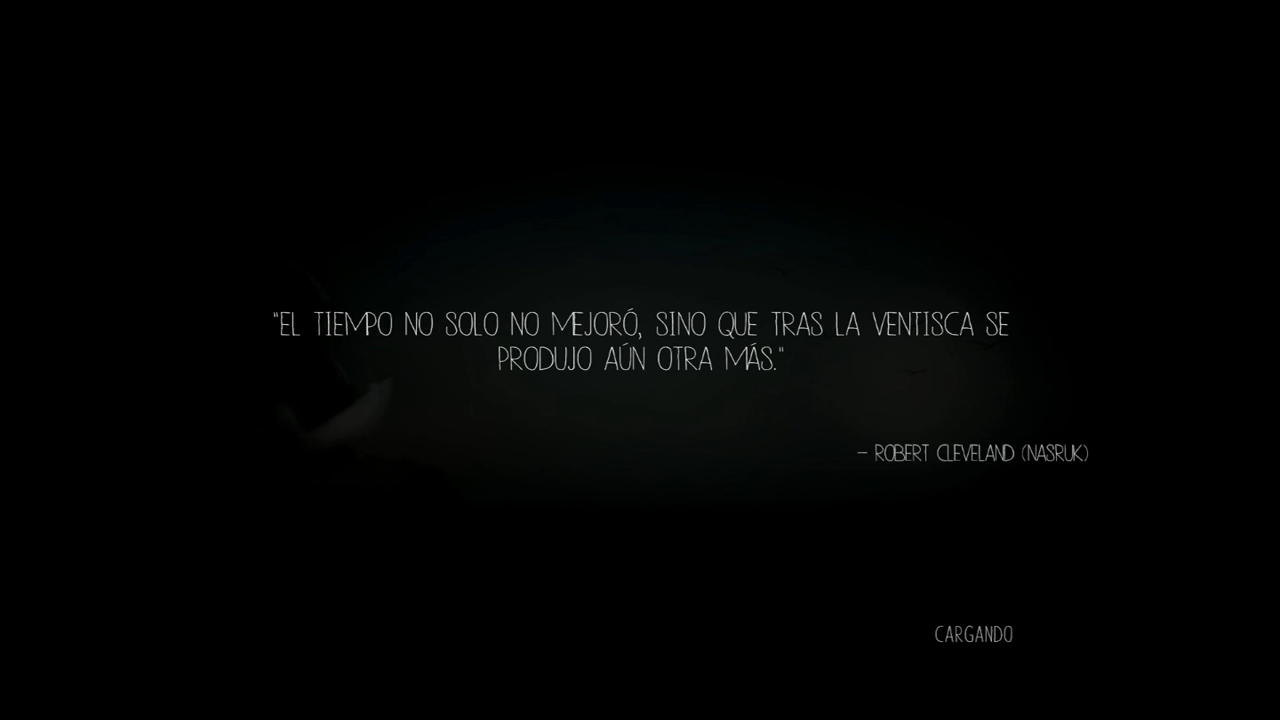 "EL TIEMPO NO SOLO NO MEJORÓ, SINO QUE TRAS LA VENTISCA SE
PRODUJO AÚN OTRA MÁS."
– ROBERT CLEVELAND (NASRUK)
CARGANDO